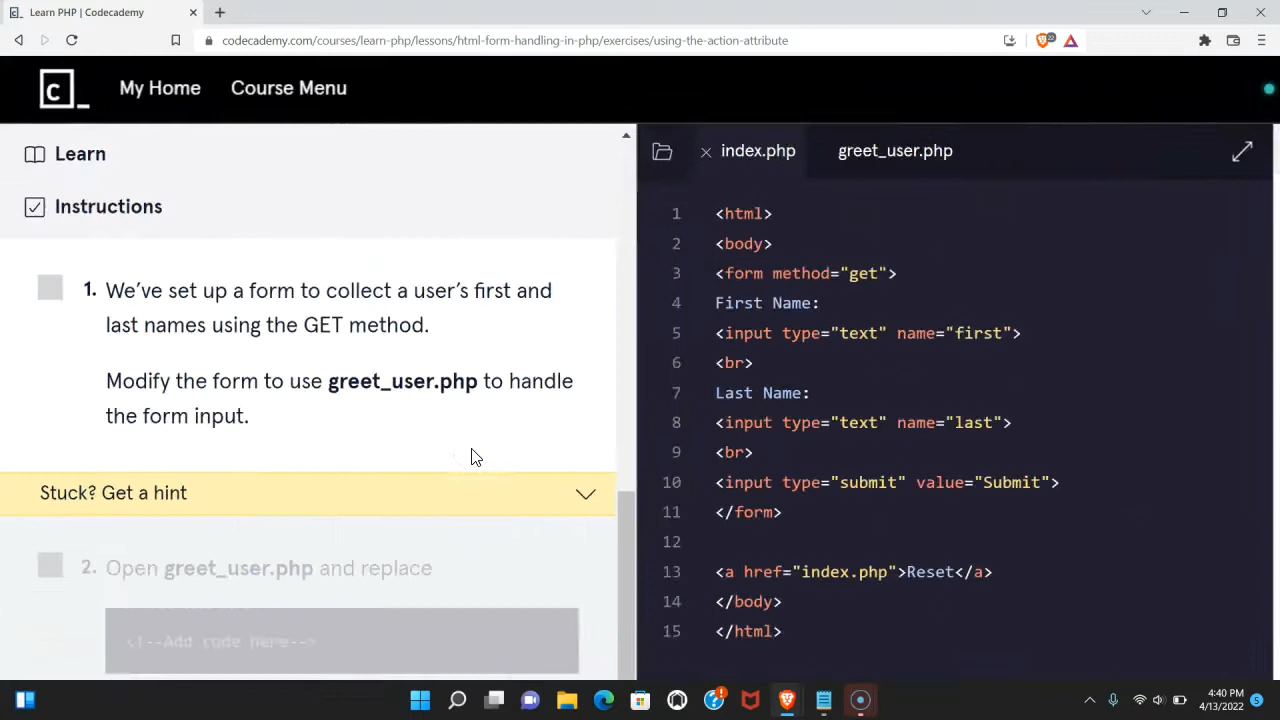 Learn PHP | Codecademy
codecademy.com/courses/learn-php/lessons/html-form-handling-in-php/exercises/using-the-action-attribute
22
c_
My Home
Course Menu
Learn
Instructions
1. We've set up a form to collect a user's first and
last names using the GET method.
Modify the form to use greet_user.php to handle
the form input.
Stuck? Get a hint
2. Open greet_user.php and replace
<!--Add code here-->
index.php
greet_user.php
1 <html>
2 <body>
3 <form method="get">
4 First Name:
5 <input type="text" name="first">
6 <br>
7 Last Name:
8 <input type="text" name="last">
9 <br>
10 <input type="submit" value="Submit">
11 </form>
12
13 <a href="index.php">Reset</a>
14 </body>
15 </html>
4:40 PM
4/13/2022
5